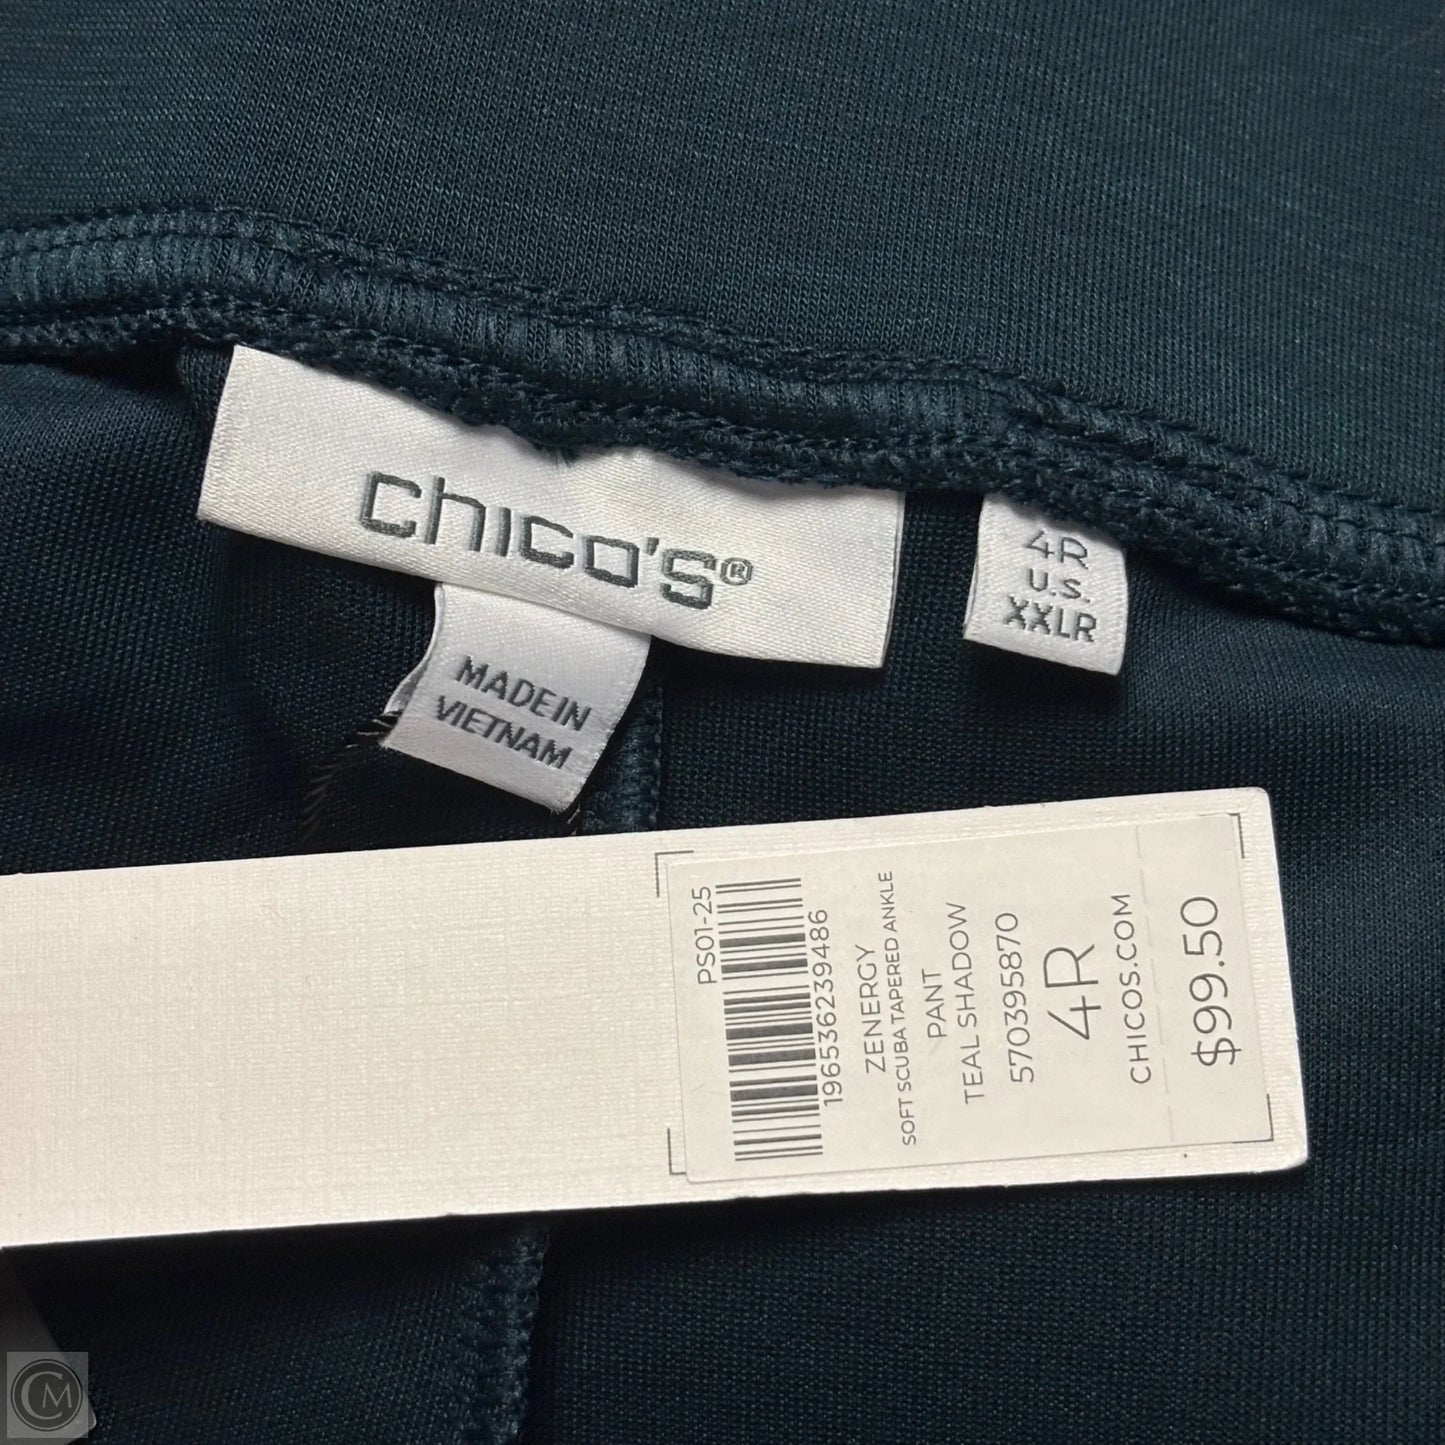 chico's®
MADE IN
VIETNAM
4R
U.S.
XXLR
PS01-25
196536239486
ZENERGY
SOFT SCUBA TAPERED ANKLE
PANT
TEAL SHADOW
570395870
4R
CHICOS.COM
$99.50
CM